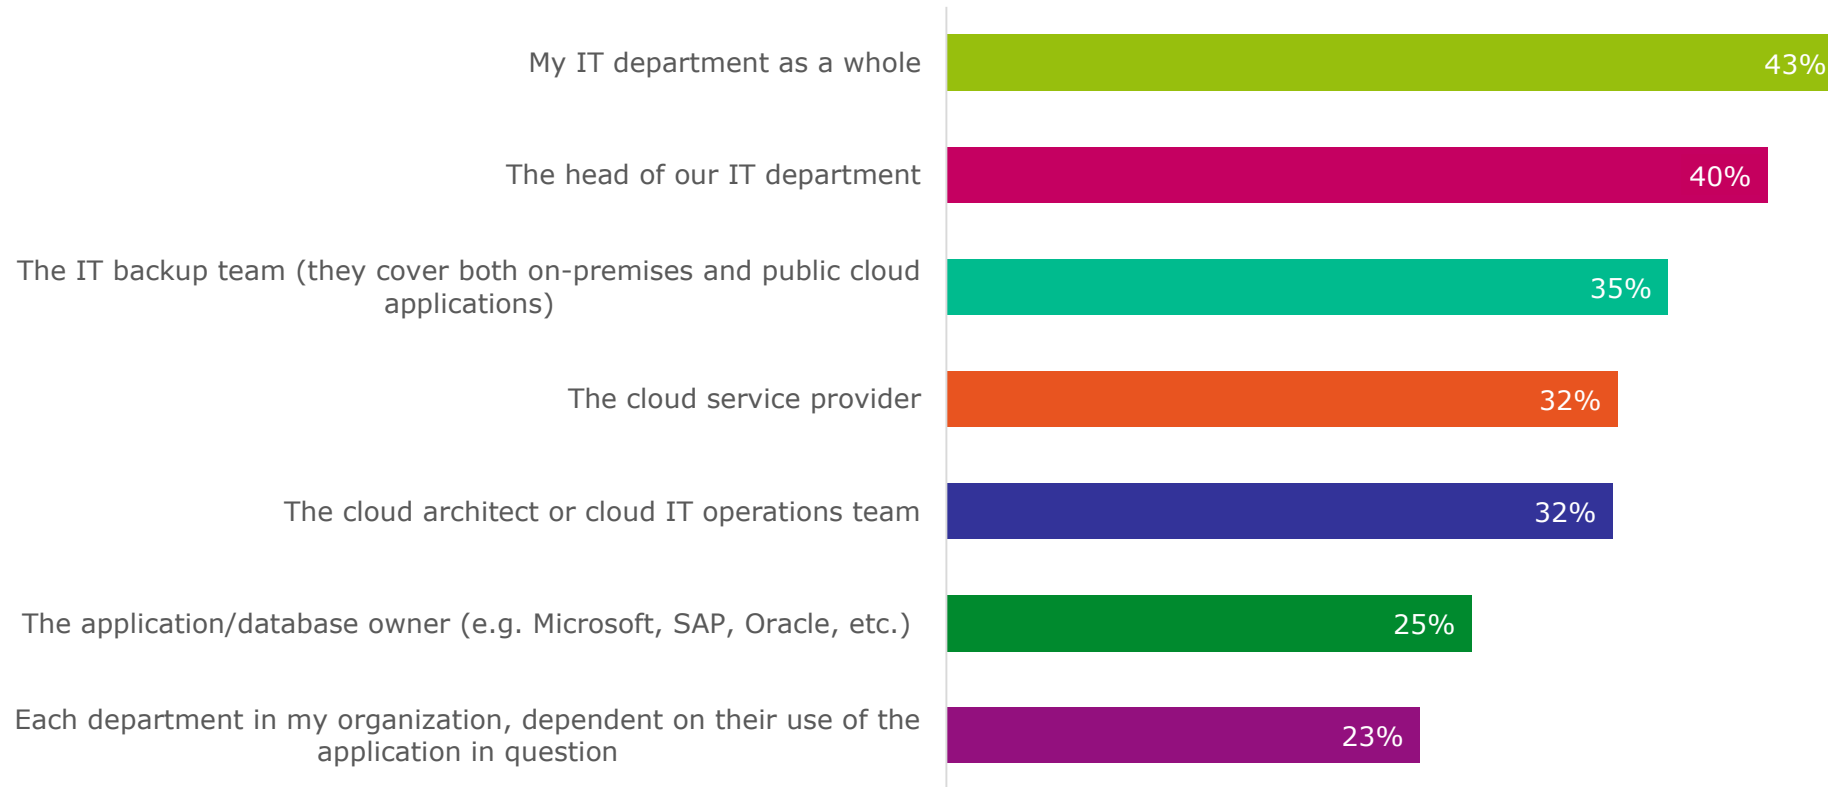 My IT department as a whole
43%
The head of our IT department
40%
The IT backup team (they cover both on-premises and public cloud
applications)
35%
The cloud service provider
32%
The cloud architect or cloud IT operations team
32%
The application/database owner (e.g. Microsoft, SAP, Oracle, etc.)
25%
Each department in my organization, dependent on their use of the
application in question
23%